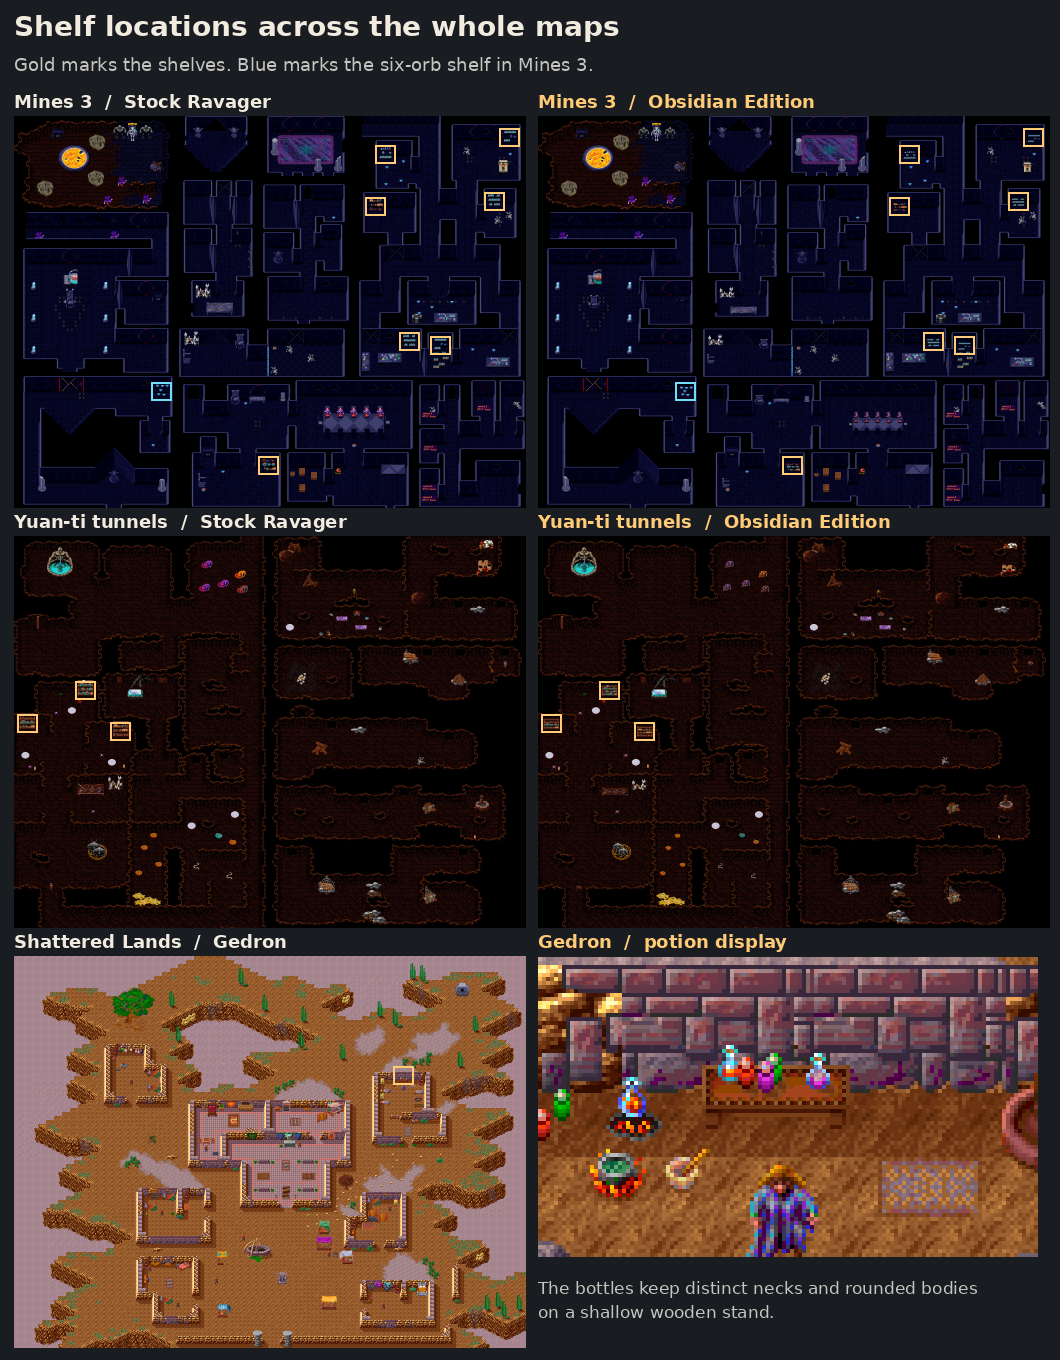 Shelf locations across the whole maps
Gold marks the shelves. Blue marks the six-orb shelf in Mines 3.
Mines 3 / Stock Ravager
Mines 3 / Obsidian Edition
Yuan-ti tunnels / Stock Ravager
Yuan-ti tunnels / Obsidian Edition
Shattered Lands / Gedron
Gedron / potion display
The bottles keep distinct necks and rounded bodies
on a shallow wooden stand.